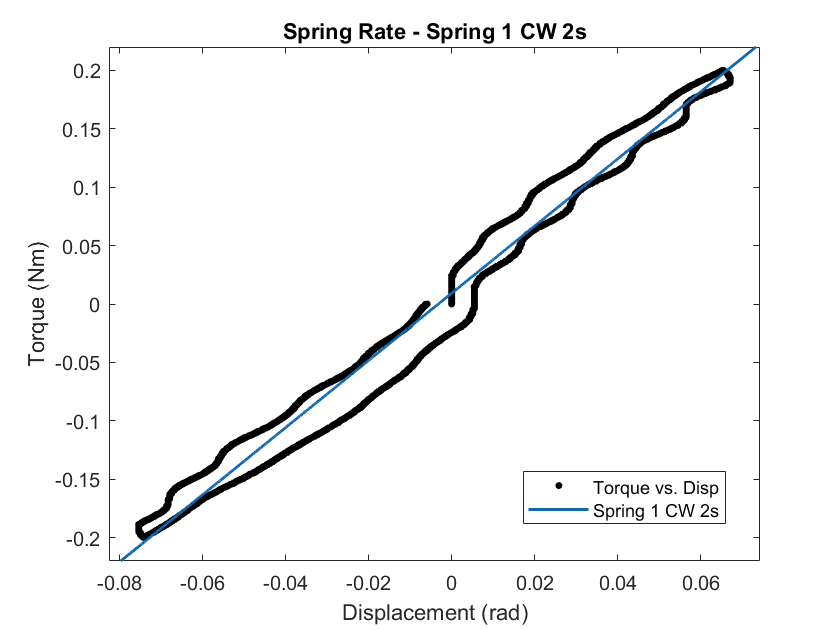 Spring Rate - Spring 1 CW 2s
0.2
0.15
0.1
0.05
0
-0.05
-0.1
-0.15
-0.2
Torque (Nm)
Torque vs. Disp
Spring 1 CW 2s
-0.08 -0.06 -0.04 -0.02 0 0.02 0.04 0.06
Displacement (rad)